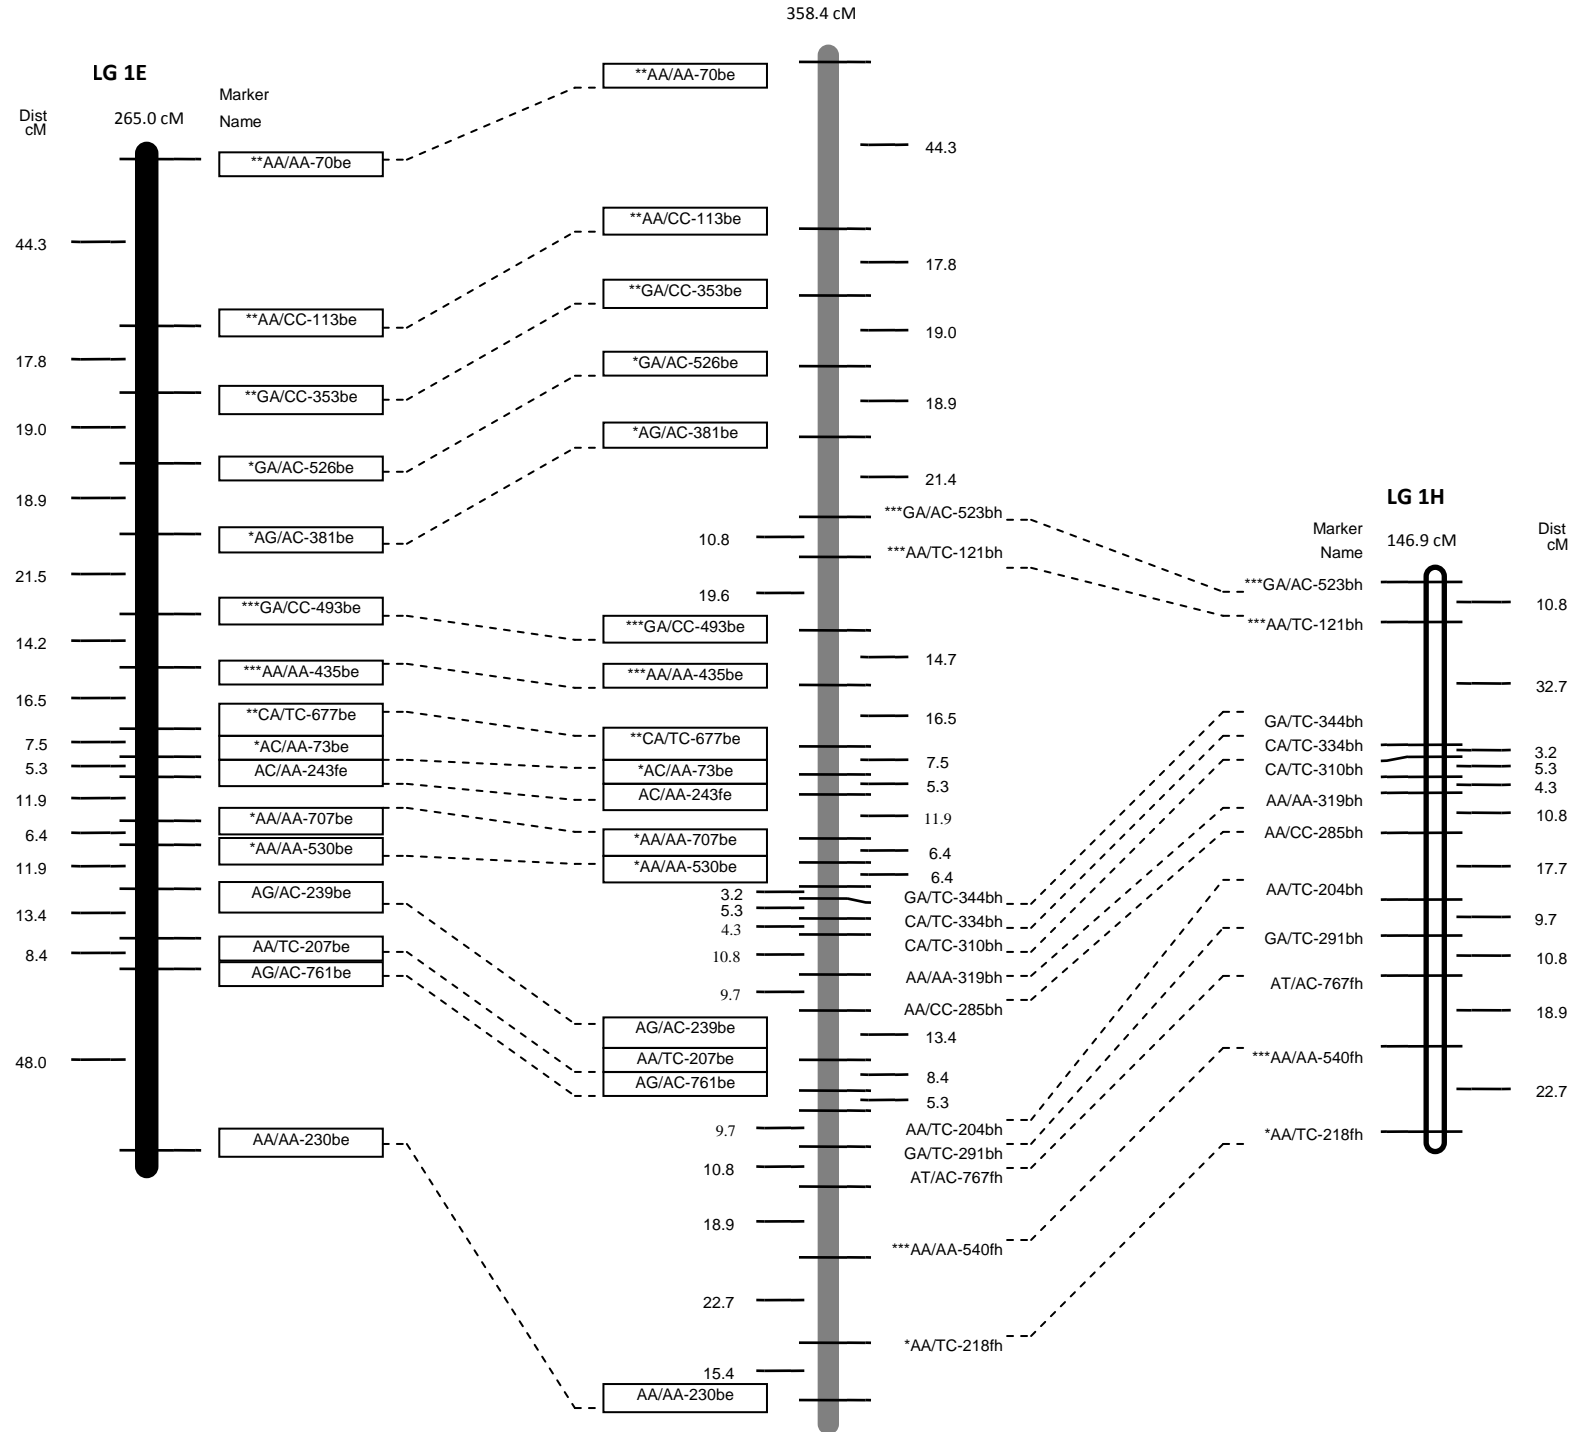 358.4 cM
LG 1E
Marker
Name
Dist
cM
265.0 cM
**AA/AA-70be
44.3
**AA/CC-113be
17.8
**GA/CC-353be
19.0
*GA/AC-526be
18.9
*AG/AC-381be
21.5
***GA/CC-493be
14.2
***AA/AA-435be
16.5
**CA/TC-677be
7.5
*AC/AA-73be
5.3
AC/AA-243fe
11.9
*AA/AA-707be
6.4
*AA/AA-530be
11.9
AG/AC-239be
13.4
AA/TC-207be
8.4
AG/AC-761be
48.0
AA/AA-230be
**AA/AA-70be
44.3
**AA/CC-113be
17.8
**GA/CC-353be
19.0
*GA/AC-526be
18.9
*AG/AC-381be
21.4
***GA/AC-523bh
10.8
***AA/TC-121bh
19.6
***GA/CC-493be
14.7
***AA/AA-435be
16.5
**CA/TC-677be
7.5
*AC/AA-73be
5.3
AC/AA-243fe
11.9
*AA/AA-707be
6.4
*AA/AA-530be
6.4
GA/TC-344bh
3.2
CA/TC-334bh
5.3
CA/TC-310bh
4.3
AA/AA-319bh
10.8
AA/CC-285bh
9.7
13.4
AG/AC-239be
8.4
AA/TC-207be
5.3
AG/AC-761be
AA/TC-204bh
9.7
GA/TC-291bh
10.8
AT/AC-767fh
18.9
***AA/AA-540fh
22.7
*AA/TC-218fh
15.4
AA/AA-230be
LG 1H
Marker
Name
146.9 cM
Dist
cM
***GA/AC-523bh
10.8
***AA/TC-121bh
32.7
GA/TC-344bh
3.2
CA/TC-334bh
5.3
CA/TC-310bh
4.3
AA/AA-319bh
10.8
AA/CC-285bh
17.7
AA/TC-204bh
9.7
GA/TC-291bh
10.8
AT/AC-767fh
18.9
***AA/AA-540fh
22.7
*AA/TC-218fh